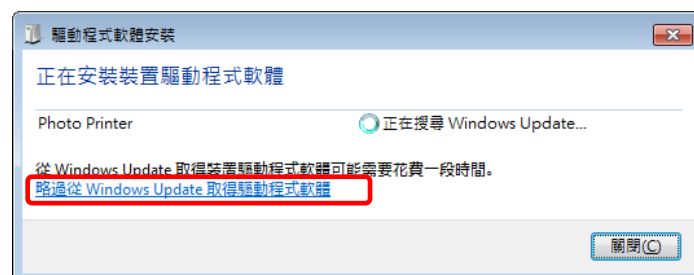 驅動程式軟體安裝
正在安裝裝置驅動程式軟體
Photo Printer 正在搜尋 Windows Update...
從 Windows Update 取得裝置驅動程式軟體可能需要花費一段時間。
略過從 Windows Update 取得驅動程式軟體
關閉(C)